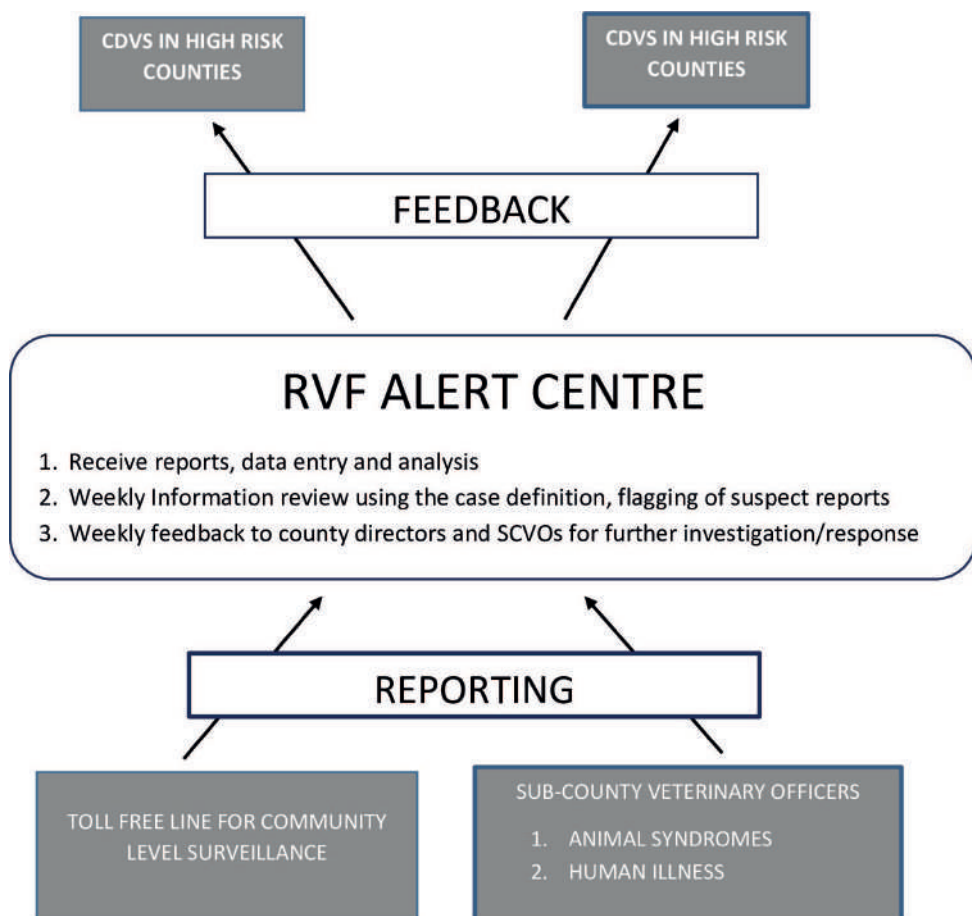 CDVS IN HIGH RISK
COUNTIES
CDVS IN HIGH RISK
COUNTIES
FEEDBACK
RVF ALERT CENTRE
1. Receive reports, data entry and analysis
2. Weekly Information review using the case definition, flagging of suspect reports
3. Weekly feedback to county directors and SCVOs for further investigation/response
REPORTING
TOLL FREE LINE FOR COMMUNITY
LEVEL SURVEILLANCE
SUB-COUNTY VETERINARY OFFICERS
1. ANIMAL SYNDROMES
2. HUMAN ILLNESS